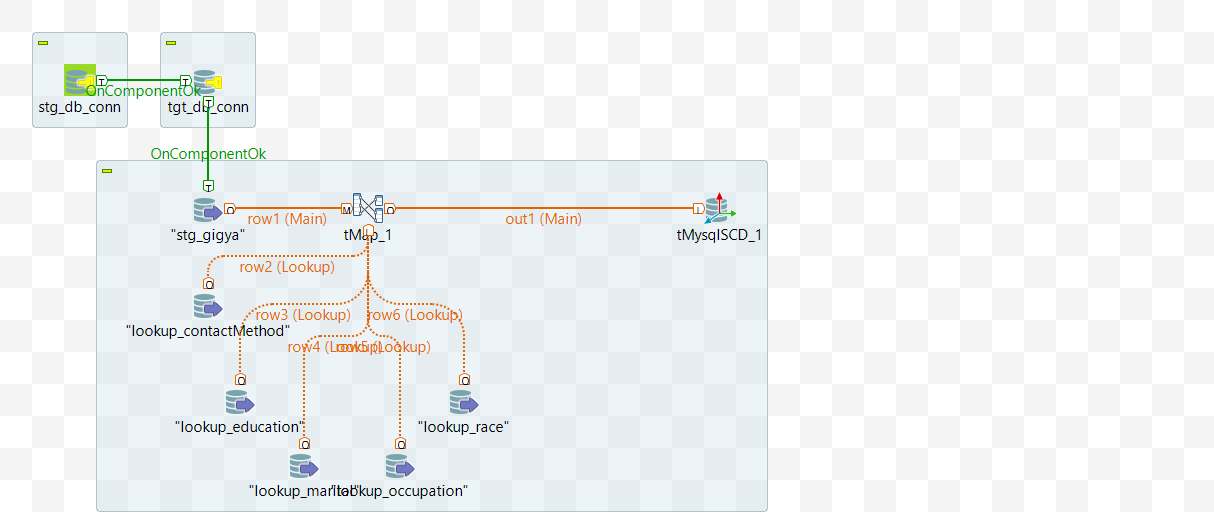 OnComponentOk
stg_db_conn
tgt_db_conn
OnComponentOk
row1 (Main)
out1 (Main)
"stg_gigya"
tMap_1
tMysqlSCD_1
row2 (Lookup)
row3 (Lookup)
row6 (Lookup)
"lookup_contactMethod"
row4 (Lookup)
row5 (Lookup)
"lookup_education"
"lookup_race"
"lookup_marital"
"lookup_occupation"